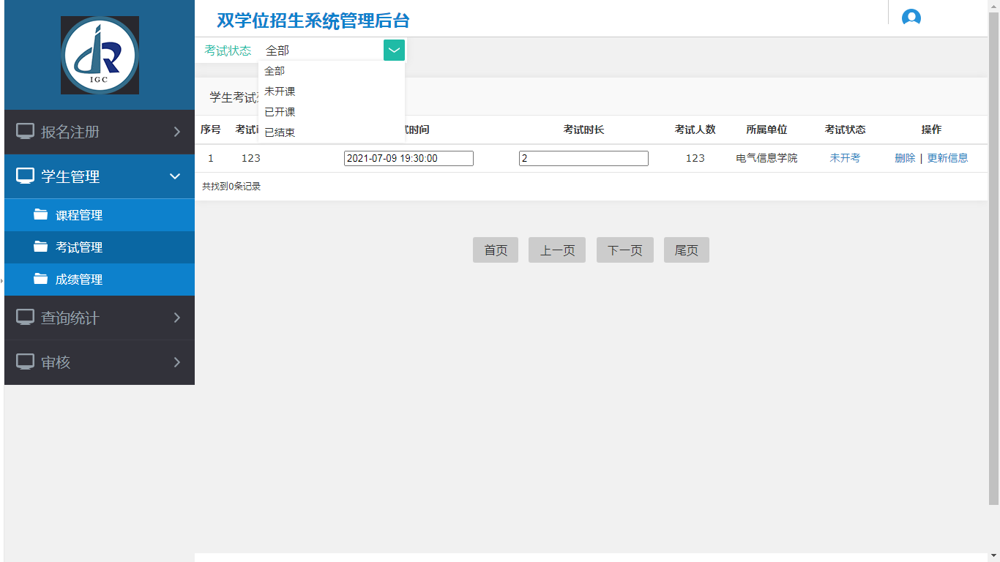 双学位招生系统管理后台
IGC
报名注册
学生管理
课程管理
考试管理
成绩管理
查询统计
审核
考试状态 全部
全部
未开课
已开课
已结束
学生考试
序号 考试 时间 考试时长 考试人数 所属单位 考试状态 操作
1 123 2021-07-09 19:30:00 2 123 电气信息学院 未开考 删除 | 更新信息
共找到0条记录
首页 上一页 下一页 尾页